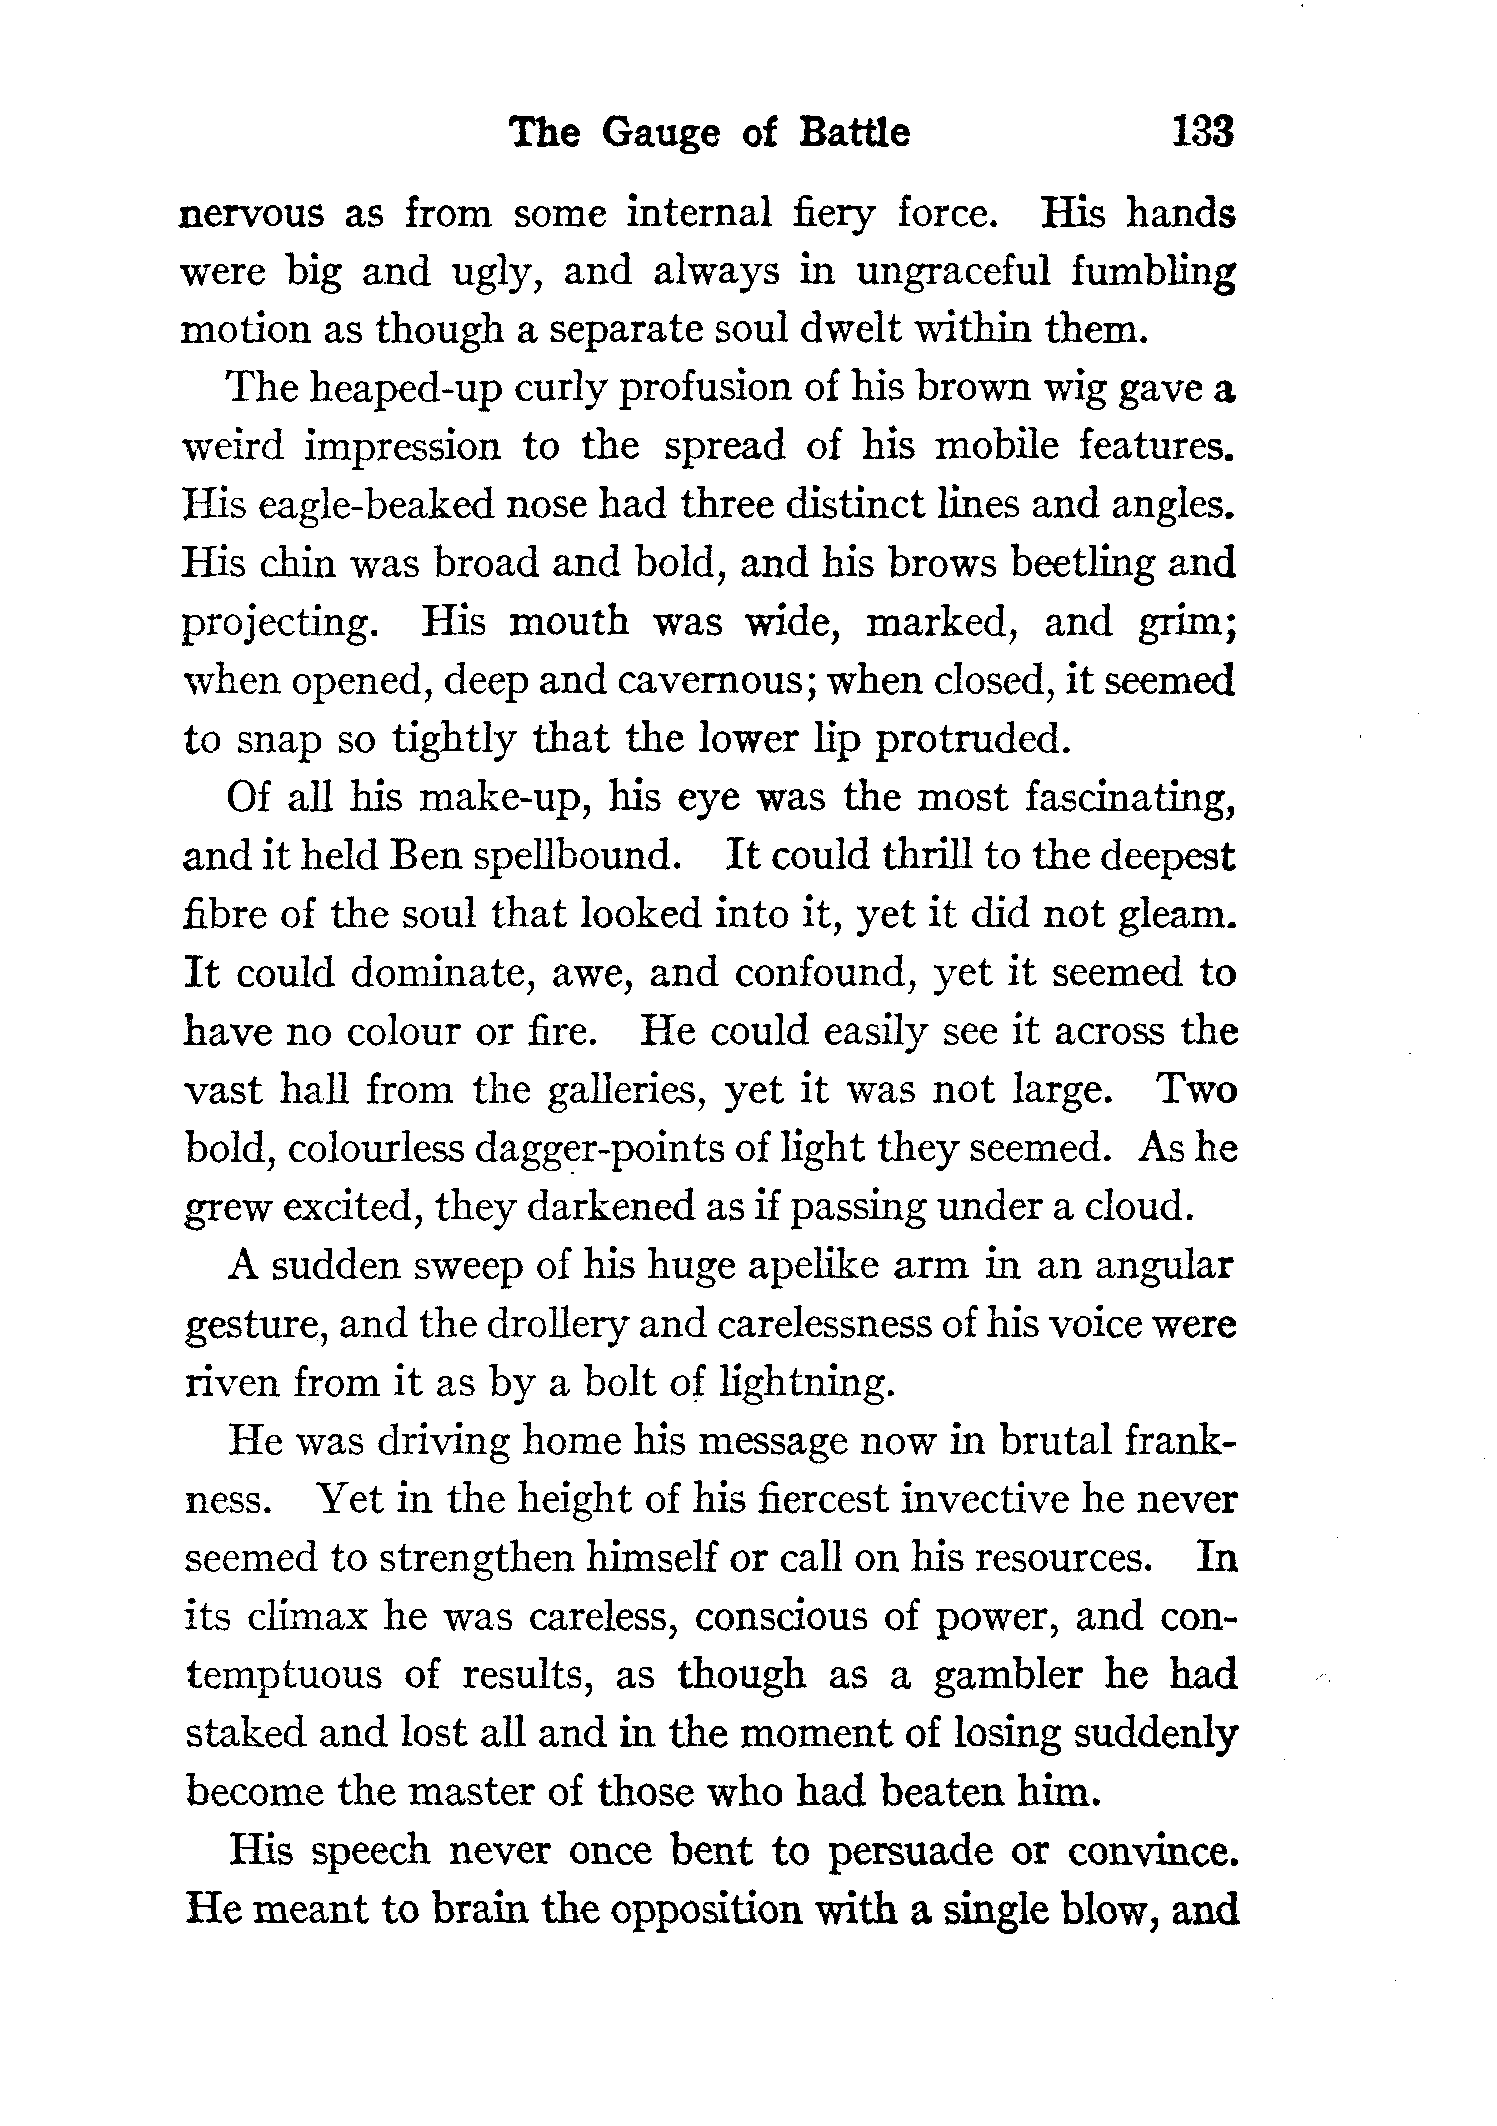 The Gauge of Battle 133
nervous as from some internal fiery force. His hands
were big and ugly, and always in ungraceful fumbling
motion as though a separate soul dwelt within them.
The heaped-up curly profusion of his brown wig gave a
weird impression to the spread of his mobile features.
His eagle-beaked nose had three distinct lines and angles.
His chin was broad and bold, and his brows beetling and
projecting. His mouth was wide, marked, and grim;
when opened, deep and cavernous; when closed, it seemed
to snap so tightly that the lower lip protruded.
Of all his make-up, his eye was the most fascinating,
and it held Ben spellbound. It could thrill to the deepest
fibre of the soul that looked into it, yet it did not gleam.
It could dominate, awe, and confound, yet it seemed to
have no colour or fire. He could easily see it across the
vast hall from the galleries, yet it was not large. Two
bold, colourless dagger-points of light they seemed. As he
grew excited, they darkened as if passing under a cloud.
A sudden sweep of his huge apelike arm in an angular
gesture, and the drollery and carelessness of his voice were
riven from it as by a bolt of lightning.
He was driving home his message now in brutal frank-
ness. Yet in the height of his fiercest invective he never
seemed to strengthen himself or call on his resources. In
its climax he was careless, conscious of power, and con-
temptuous of results, as though as a gambler he had
staked and lost all and in the moment of losing suddenly
become the master of those who had beaten him.
His speech never once bent to persuade or convince.
He meant to brain the opposition with a single blow, and